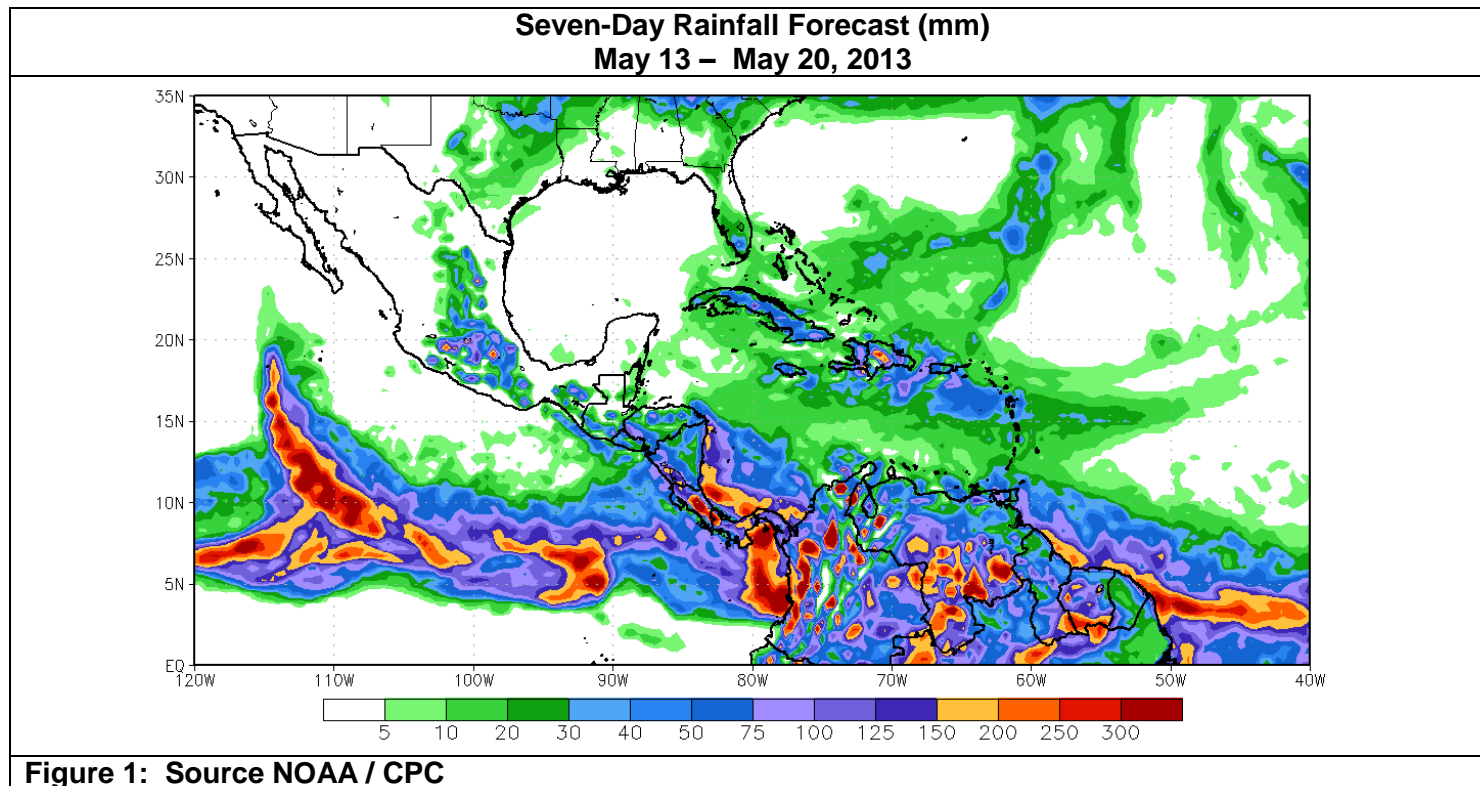 Seven-Day Rainfall Forecast (mm)
May 13 – May 20, 2013
35N
30N
25N
20N
15N
10N
5N
EQ
120W 110W 100W 90W 80W 70W 60W 50W 40W
5 10 20 30 40 50 75 100 125 150 200 250 300
Figure 1: Source NOAA / CPC